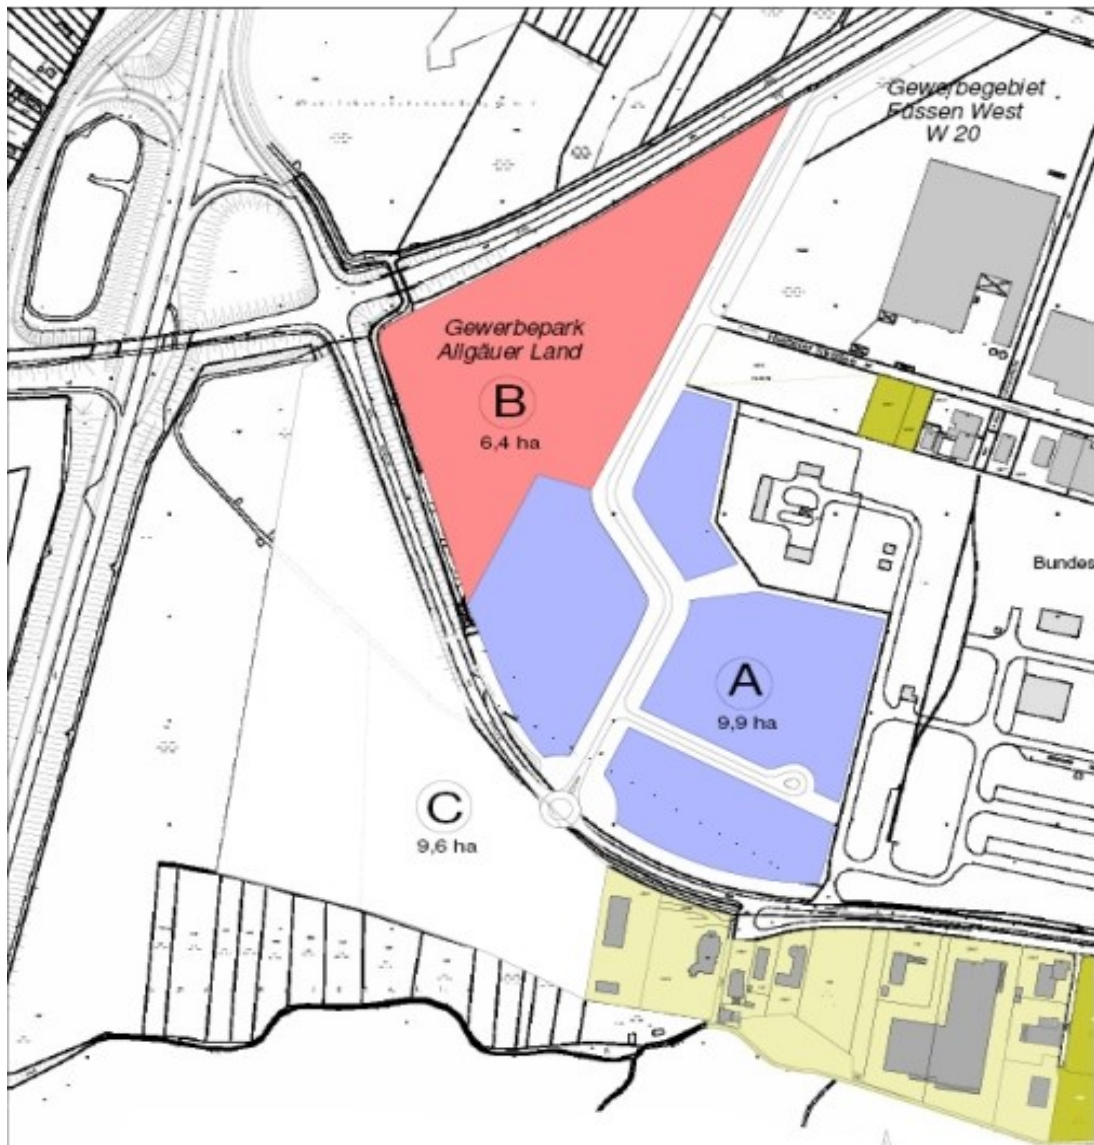 Gewerbegebiet
Füssen West
W 20
Gewerbepark
Allgäuer Land
B
6,4 ha
Bundes
A
9,9 ha
C
9,6 ha